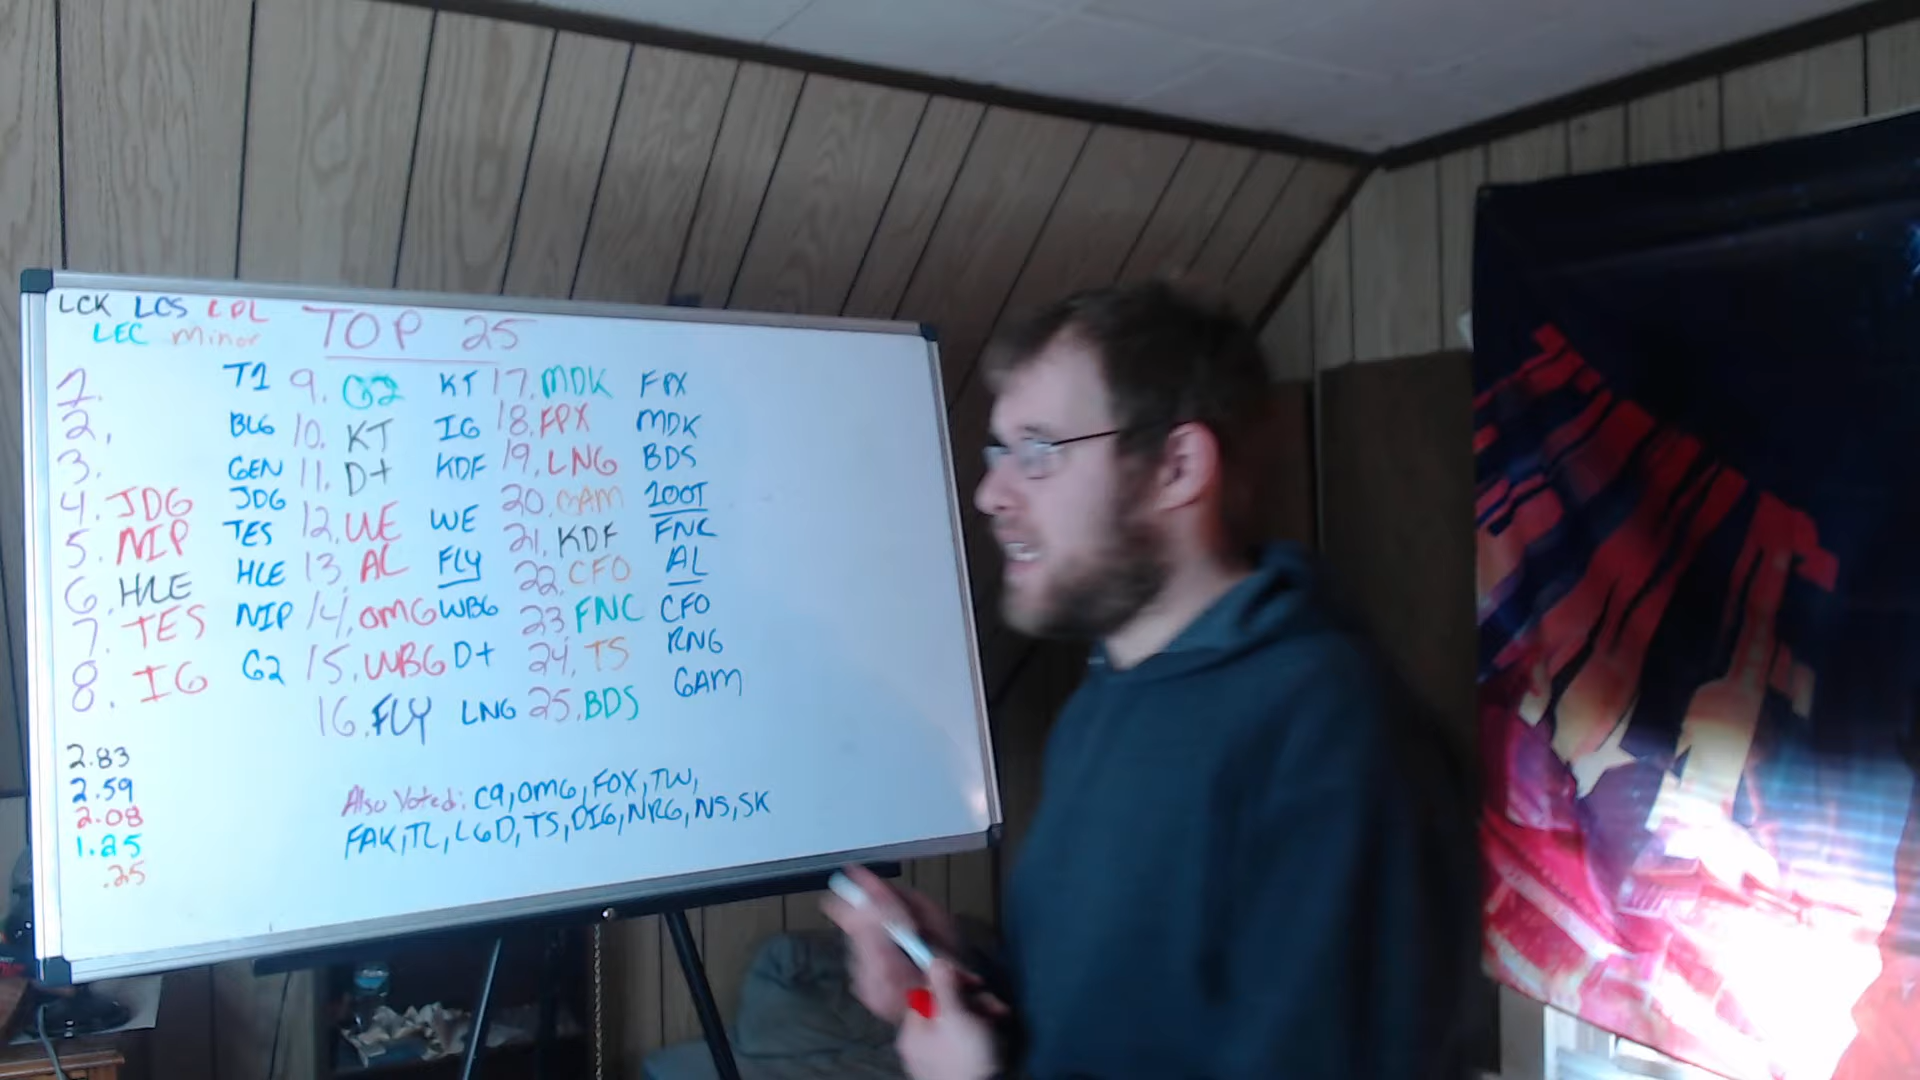 LCK LCS LPL
LEC Minor
TOP 25
1. T1
2. BLG
3. GEN
4. JDG JDG
5. NIP TES
6. HLE HLE
7. TES NIP
8. IG G2
9. G2 KT
10. KT IG
11. D+ KDF
12. WE WE
13. AL FLY
14. OMG WBG
15. WBG D+
16. FLY LNG
17. MDK FPX
18. FPX MDK
19. LNG BDS
20. GAM 100T
21. KDF FNC
22. CFO AL
23 FNC CFO
24. TS RNG
25. BDS GAM
2.83
2.59
2.08
1.25
.25
Also Voted: C9, OMG, FOX, TW,
FAK, TL, LGD, TS, DIG, NRG, NS, SK